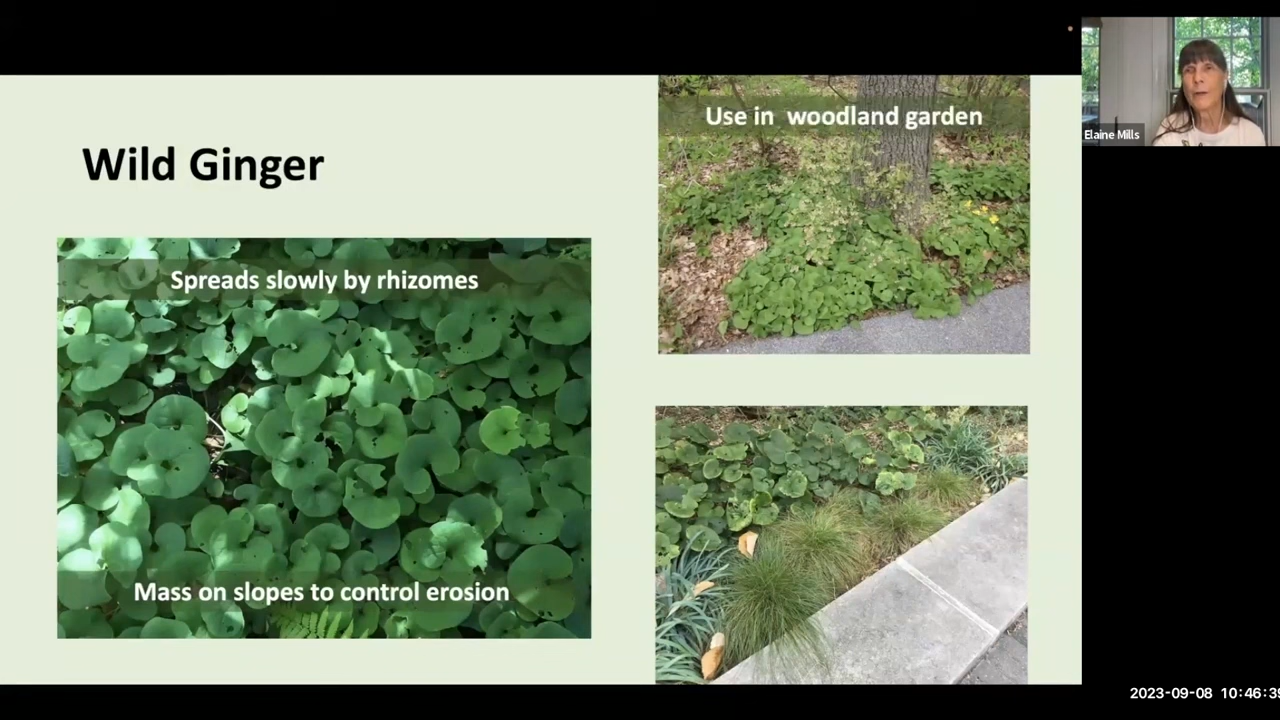 Wild Ginger
Spreads slowly by rhizomes
Mass on slopes to control erosion
Use in woodland garden
Elaine Mills
2023-09-08 10:46:39